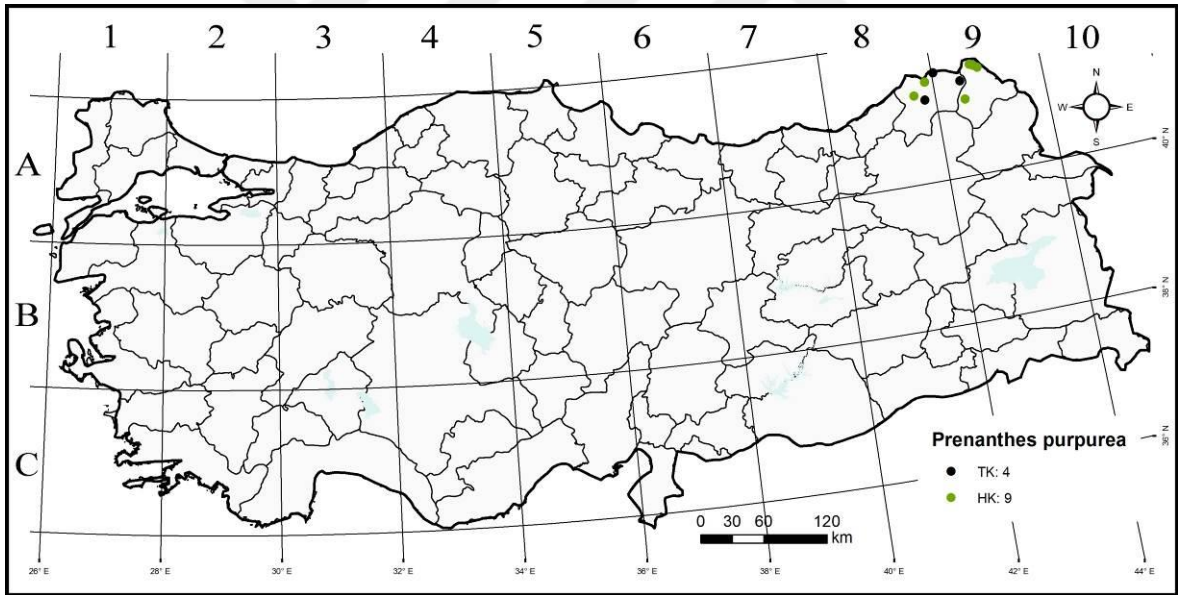 1 2 3 4 5 6 7 8 9 10
N
W E
S
40° N
A
38° N
B
36° N
Prenanthes purpurea
TK: 4
HK: 9
C
0 30 60 120
km
26° E 28° E 30° E 32° E 34° E 36° E 38° E 40° E 42° E 44° E